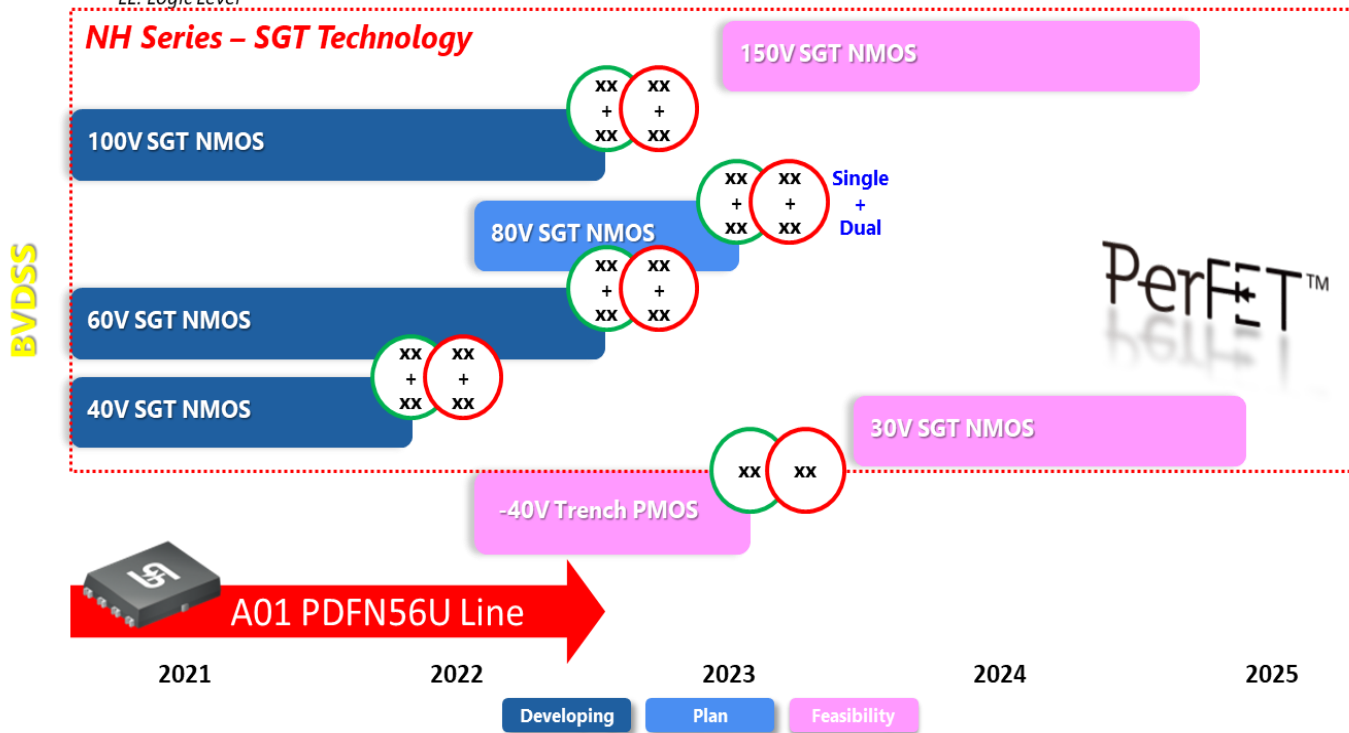 LL: Logic Level
NH Series – SGT Technology
150V SGT NMOS
xx xx
+ +
xx xx
100V SGT NMOS
xx xx
+ +
xx xx
Single
+
Dual
80V SGT NMOS
BVDSS
PerFET™
xx xx
+ +
xx xx
60V SGT NMOS
xx xx
+ +
xx xx
40V SGT NMOS
30V SGT NMOS
xx xx
-40V Trench PMOS
A01 PDFN56U Line
2021 2022 2023 2024 2025
Developing Plan Feasibility